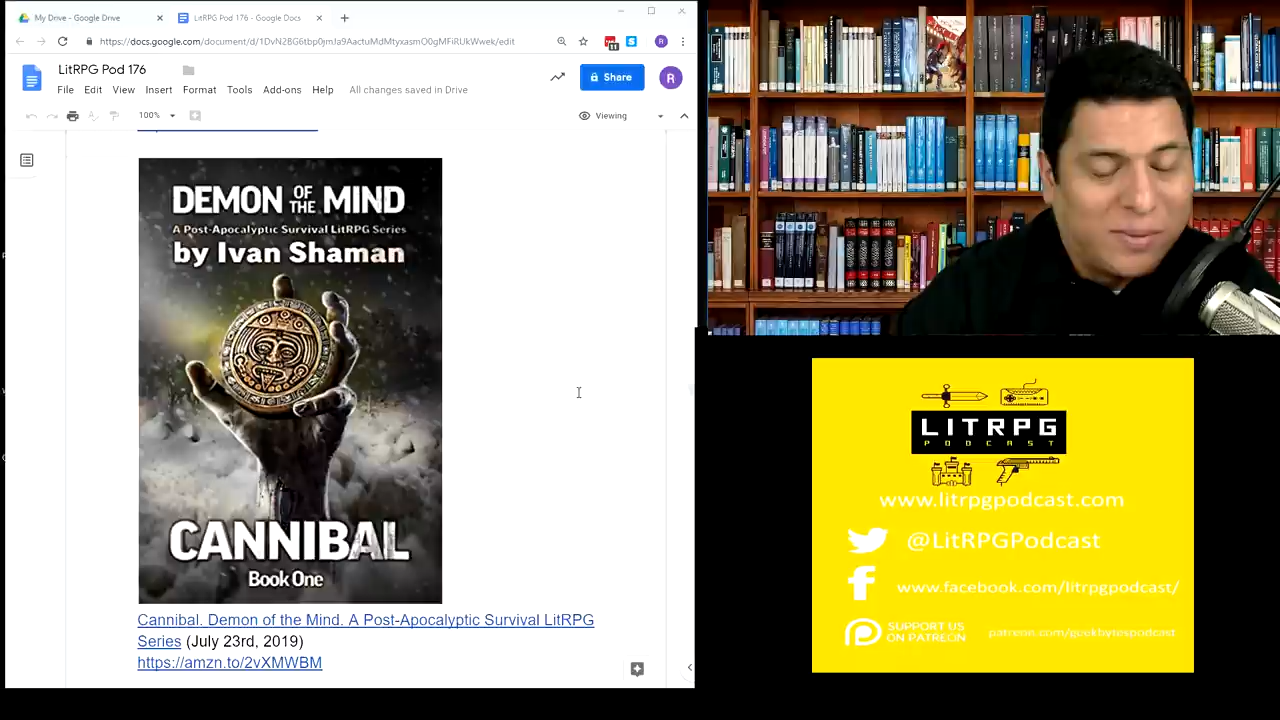 My Drive - Google Drive
LitRPG Pod 176 - Google Docs
https://docs.google.com/document/d/1DvN2BG6tbp0jmJa9AactuMdMtyxasmO0gMFiRUkWwek/edit
11
S
R
LitRPG Pod 176
Share
R
File Edit View Insert Format Tools Add-ons Help All changes saved in Drive
100%
Viewing
DEMON OF THE MIND
A Post-Apocalyptic Survival LitRPG Series
by Ivan Shaman
CANNIBAL
Book One
Cannibal. Demon of the Mind. A Post-Apocalyptic Survival LitRPG
Series (July 23rd, 2019)
https://amzn.to/2vXMWBM
LITRPG
PODCAST
www.litrpgpodcast.com
@LitRPGPodcast
www.facebook.com/litrpgpodcast/
SUPPORT US
ON PATREON
patreon.com/geekbytespodcast